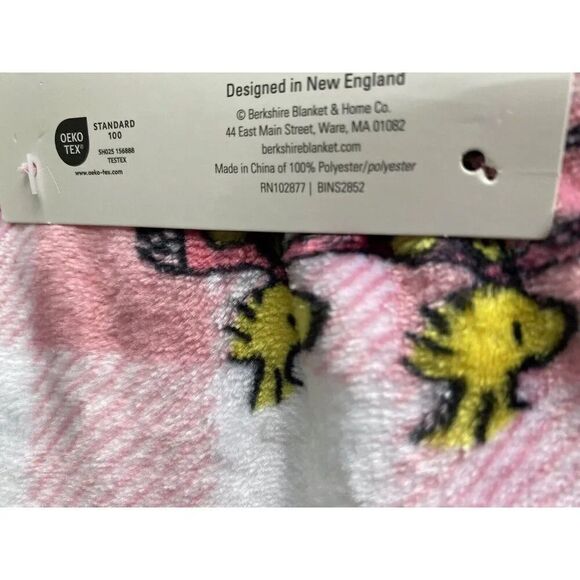 OEKO
TEX®
STANDARD
100
SH025 156888
TESTEX
www.oeko-tex.com
Designed in New England
© Berkshire Blanket & Home Co.
44 East Main Street, Ware, MA 01082
berkshireblanket.com
Made in China of 100% Polyester/polyester
RN102877 | BINS2852